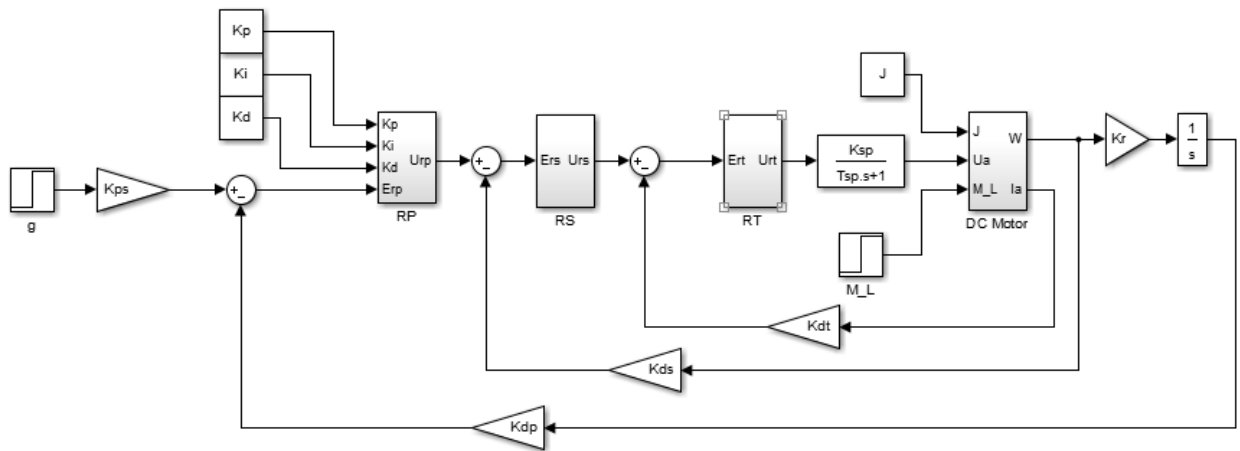 Kp
Ki
Kd
g
Kps
+
−
Kp
Ki
Kd
Erp
Urp
RP
+
−
Ers
Urs
RS
+
−
Ert
Urt
RT
Ksp
Tsp.s+1
J
M_L
J
Ua
M_L
W
Ia
DC Motor
Kr
1
s
Kdt
Kds
Kdp